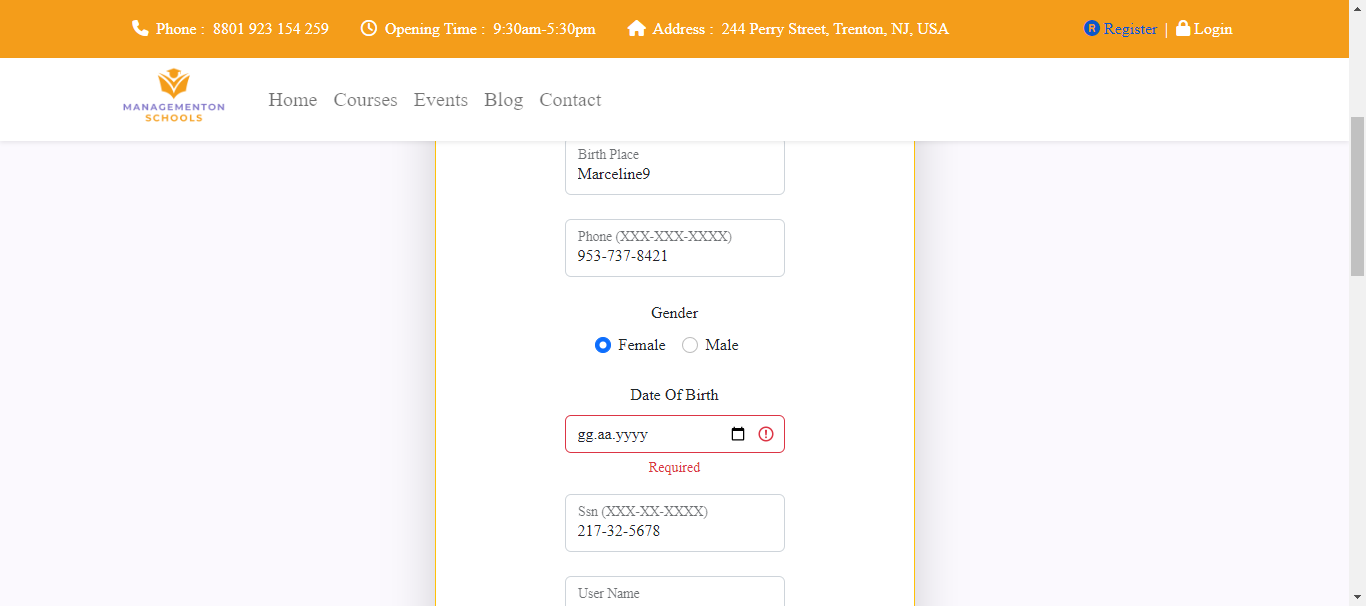 Phone : 8801 923 154 259 Opening Time : 9:30am-5:30pm Address : 244 Perry Street, Trenton, NJ, USA R Register | Login
MANAGEMENTON
SCHOOLS
Home Courses Events Blog Contact
Birth Place
Marceline9
Phone (XXX-XXX-XXXX)
953-737-8421
Gender
Female Male
Date Of Birth
gg.aa.yyyy
Required
Ssn (XXX-XX-XXXX)
217-32-5678
User Name